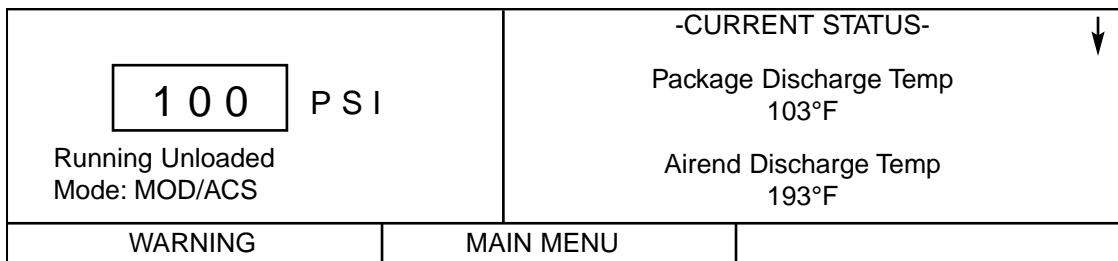 100 PSI
Running Unloaded
Mode: MOD/ACS
-CURRENT STATUS-
Package Discharge Temp
103°F
Airend Discharge Temp
193°F
WARNING
MAIN MENU